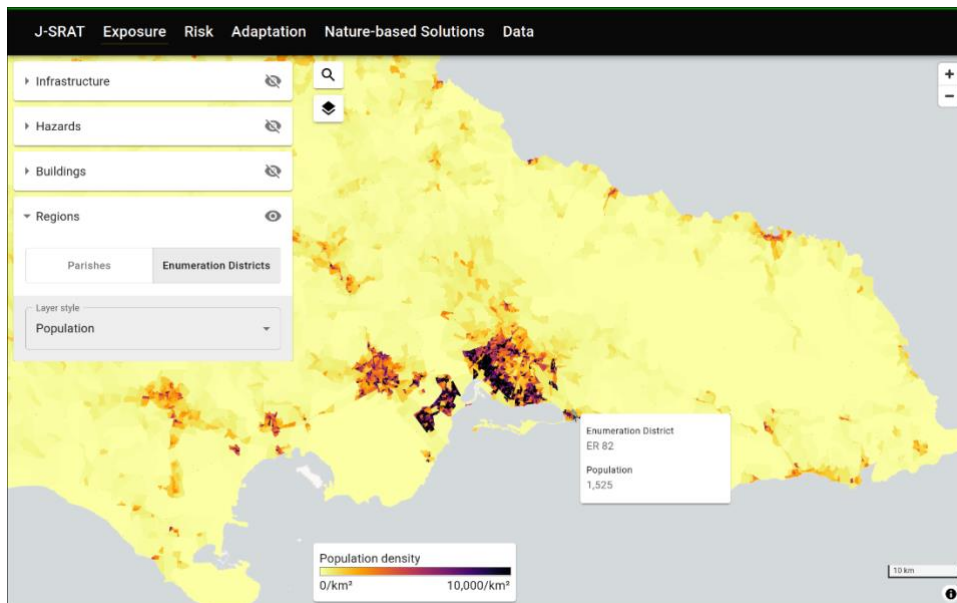 J-SRAT Exposure Risk Adaptation Nature-based Solutions Data
Infrastructure
Hazards
Buildings
Regions
Parishes Enumeration Districts
Layer style
Population
+
−
Enumeration District
ER 82
Population
1,525
Population density
0/km² 10,000/km²
10 km